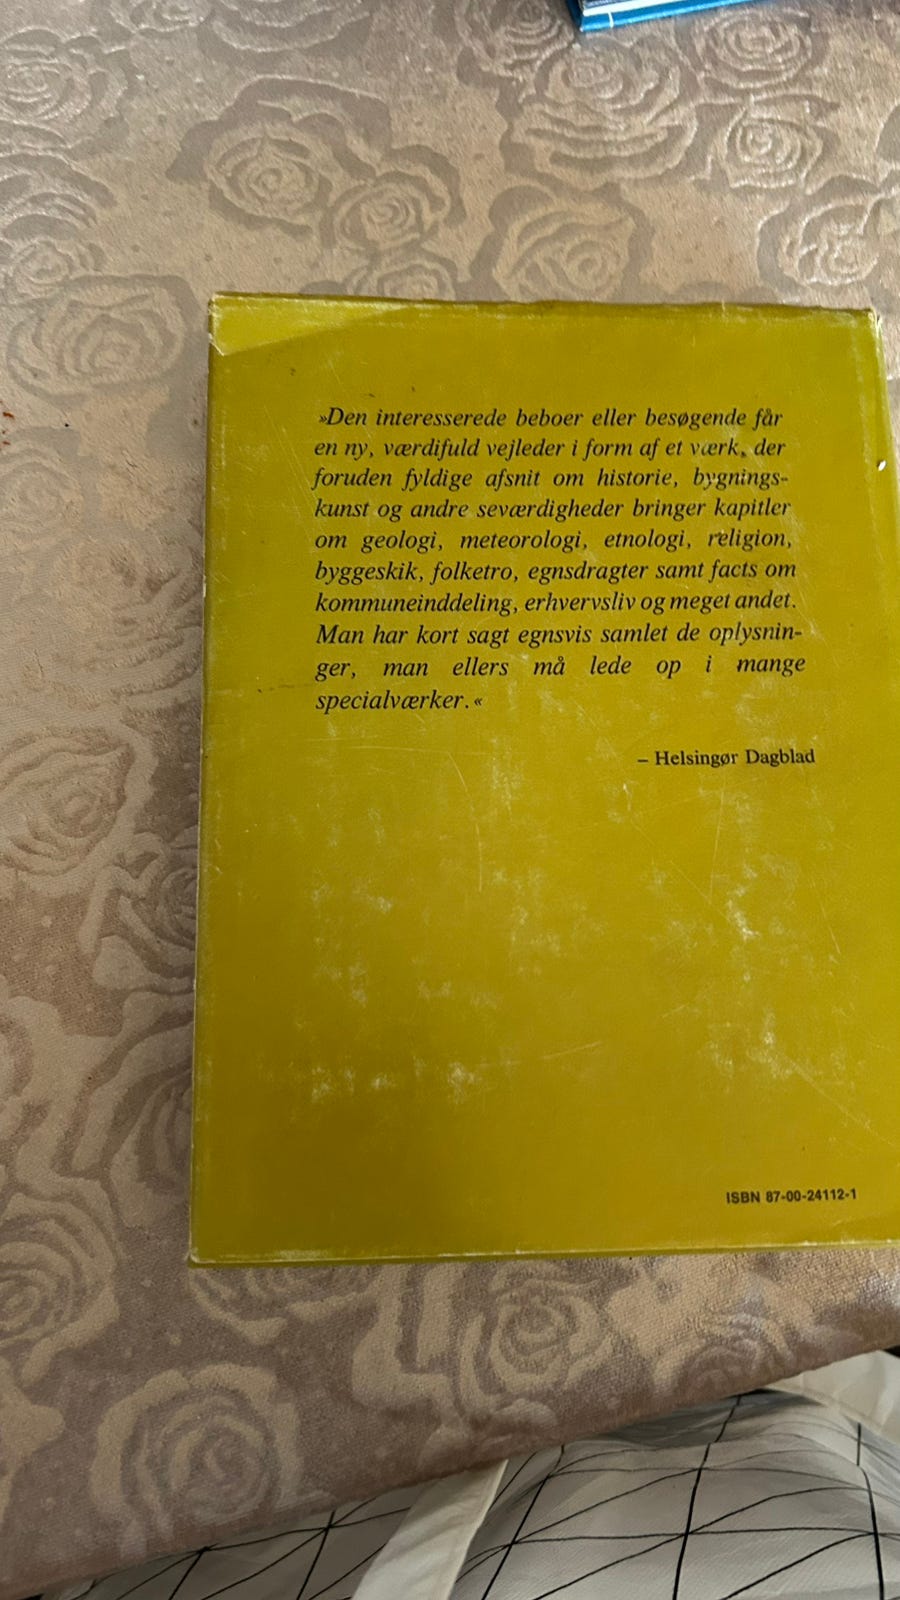 »Den interesserede beboer eller besøgende får
en ny, værdifuld vejleder i form af et værk, der
foruden fyldige afsnit om historie, bygnings-
kunst og andre seværdigheder bringer kapitler
om geologi, meteorologi, etnologi, religion,
byggeskik, folketro, egnsdragter samt facts om
kommuneinddeling, erhvervsliv og meget andet.
Man har kort sagt egnsvis samlet de oplysnin-
ger, man ellers må lede op i mange
specialværker.«
– Helsingør Dagblad
ISBN 87-00-24112-1